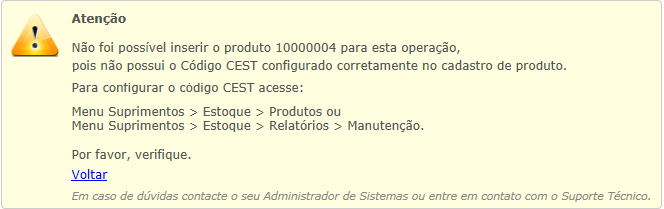 Atenção
Não foi possível inserir o produto 10000004 para esta operação,
pois não possui o Código CEST configurado corretamente no cadastro de produto.
Para configurar o código CEST acesse:
Menu Suprimentos > Estoque > Produtos ou
Menu Suprimentos > Estoque > Relatórios > Manutenção.
Por favor, verifique.
Voltar
Em caso de dúvidas contacte o seu Administrador de Sistemas ou entre em contato com o Suporte Técnico.